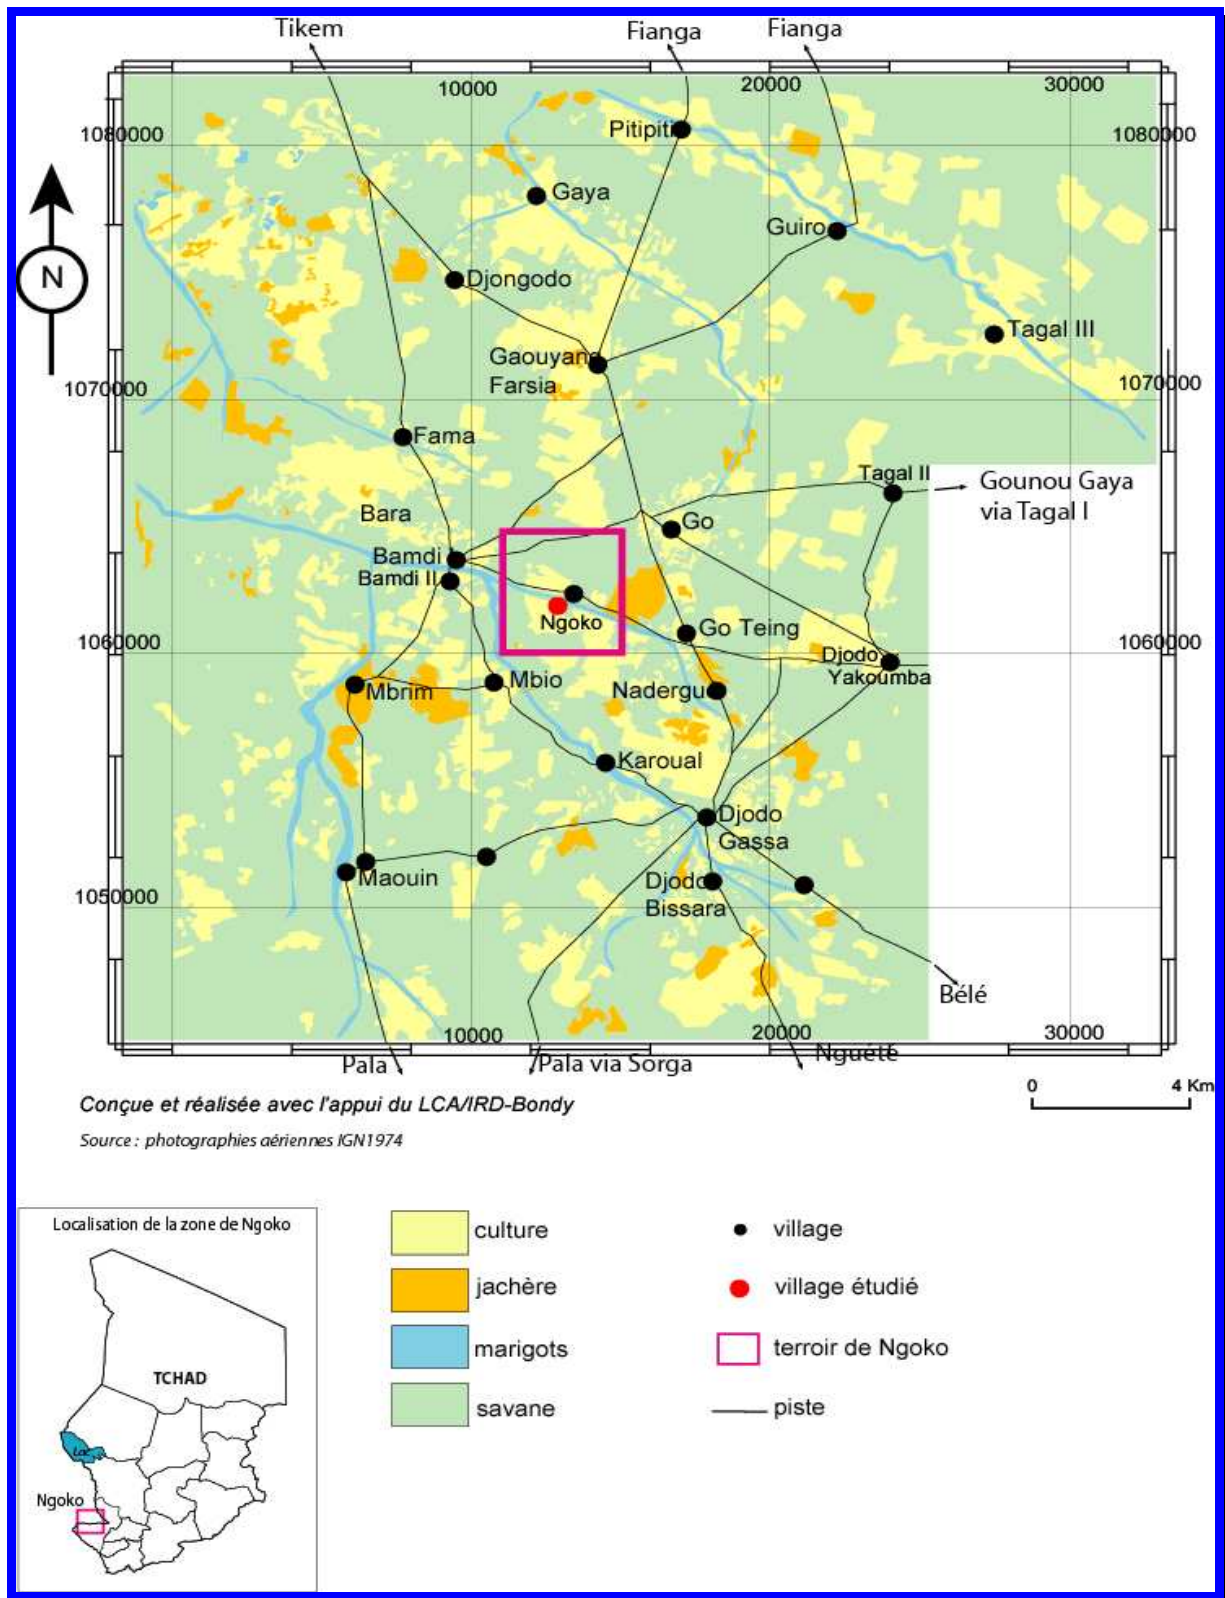 Tikem
Fianga
Fianga
10000
20000
30000
1080000
1080000
Pitipiti
Gaya
Guiro
N
Djongodo
Tagal III
Gaouyang
Farsia
1070000
1070000
Fama
Tagal II
Gounou Gaya
via Tagal I
Bara
Go
Bamdi
Bamdi II
Ngoko
Go Teing
1060000
1060000
Djodo
Yakoumba
Mbio
Mbrim
Nadergu
Karoual
Djodo
Gassa
Maouin
Djodo
Bissara
1050000
Bélé
10000
20000
30000
Pala
Pala via Sorga
Nguété
0 4 Km
Conçue et réalisée avec l'appui du LCA/IRD-Bondy
Source : photographies aériennes IGN1974
Localisation de la zone de Ngoko
TCHAD
Lac
Ngoko
culture
jachère
marigots
savane
village
village étudié
terroir de Ngoko
piste